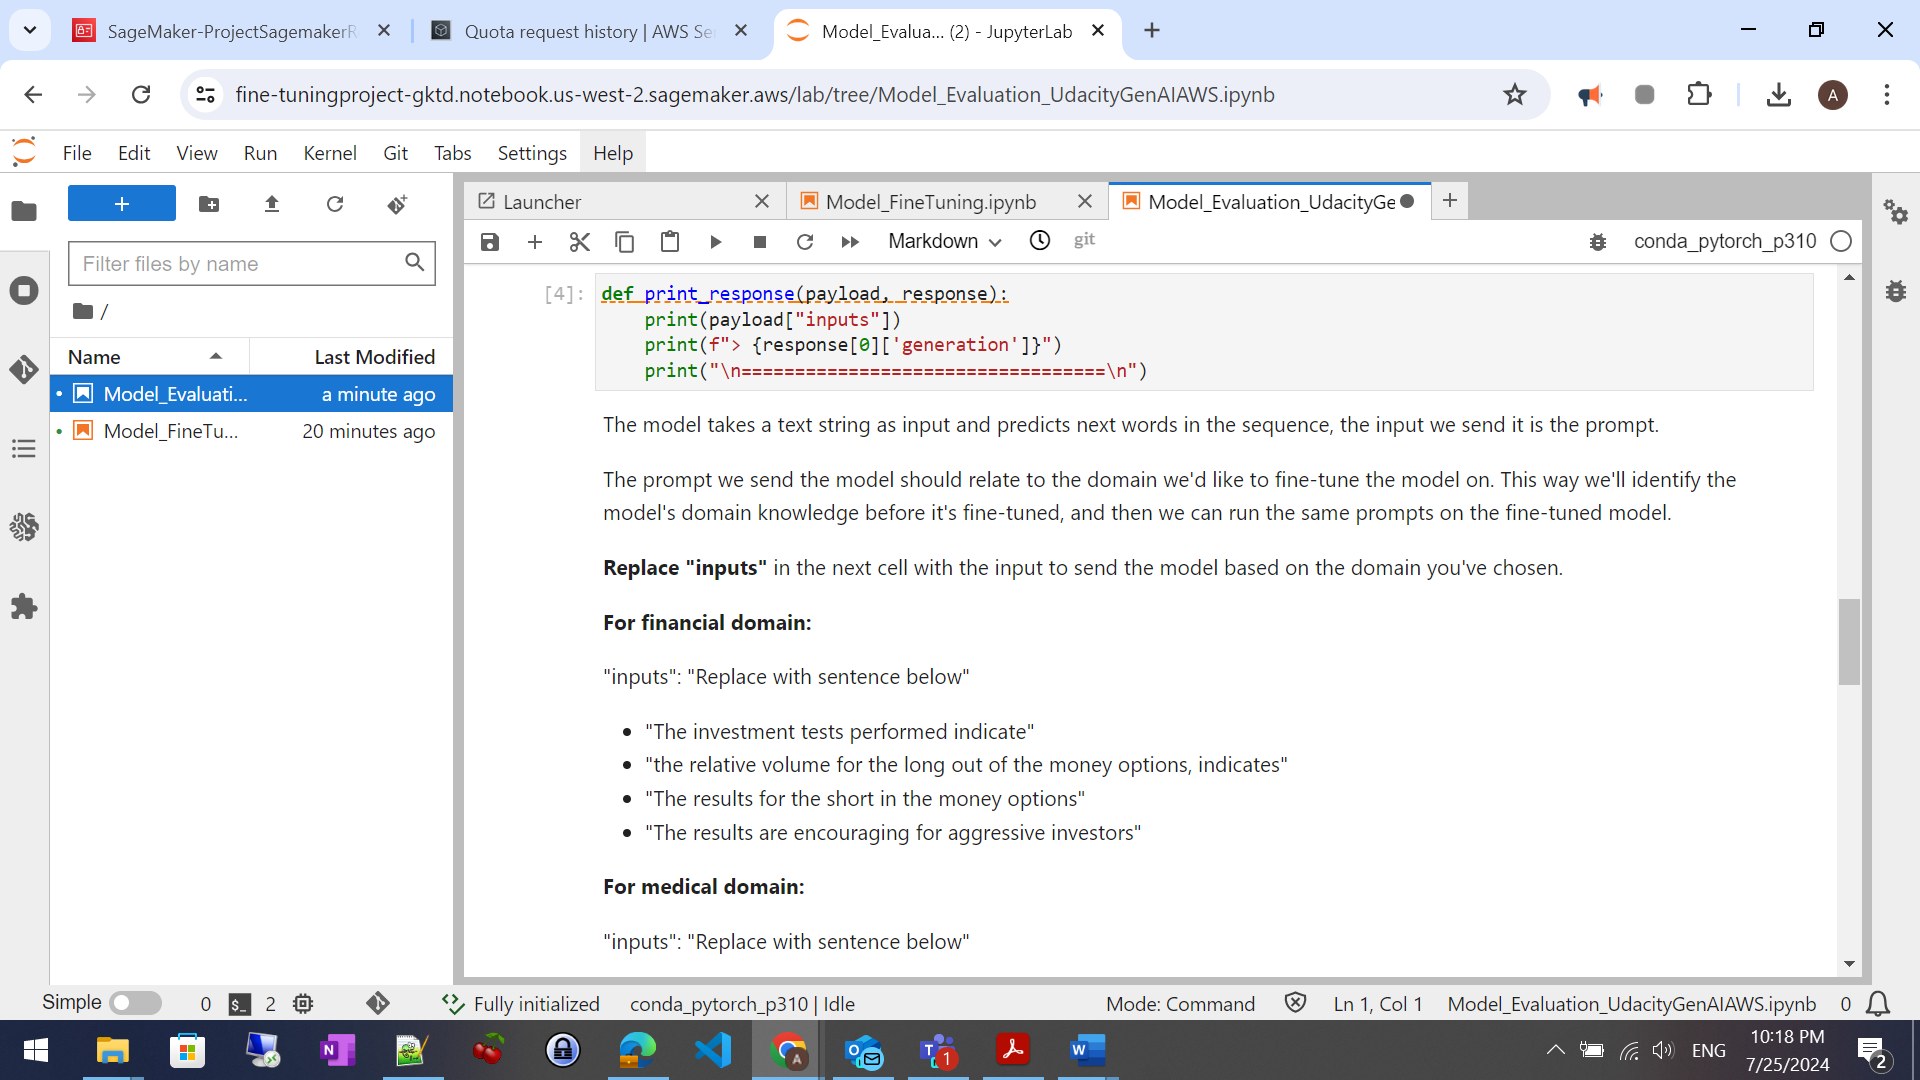 SageMaker-ProjectSagemakerR
Quota request history | AWS Se
Model_Evalua... (2) - JupyterLab
fine-tuningproject-gktd.notebook.us-west-2.sagemaker.aws/lab/tree/Model_Evaluation_UdacityGenAIAWS.ipynb
A
File Edit View Run Kernel Git Tabs Settings Help
Filter files by name
/
Name Last Modified
Model_Evaluati... a minute ago
Model_FineTu... 20 minutes ago
Launcher
Model_FineTuning.ipynb
Model_Evaluation_UdacityGe
Markdown
git
conda_pytorch_p310
[4]:
def print_response(payload, response):
print(payload["inputs"])
print(f"> {response[0]['generation']}")
print("\n==================================\n")
The model takes a text string as input and predicts next words in the sequence, the input we send it is the prompt.
The prompt we send the model should relate to the domain we'd like to fine-tune the model on. This way we'll identify the
model's domain knowledge before it's fine-tuned, and then we can run the same prompts on the fine-tuned model.
Replace "inputs" in the next cell with the input to send the model based on the domain you've chosen.
For financial domain:
"inputs": "Replace with sentence below"
• "The investment tests performed indicate"
• "the relative volume for the long out of the money options, indicates"
• "The results for the short in the money options"
• "The results are encouraging for aggressive investors"
For medical domain:
"inputs": "Replace with sentence below"
Simple 0 $_ 2 Fully initialized conda_pytorch_p310 | Idle Mode: Command Ln 1, Col 1 Model_Evaluation_UdacityGenAIAWS.ipynb 0
N
A
1
W
ENG
10:18 PM
7/25/2024
2